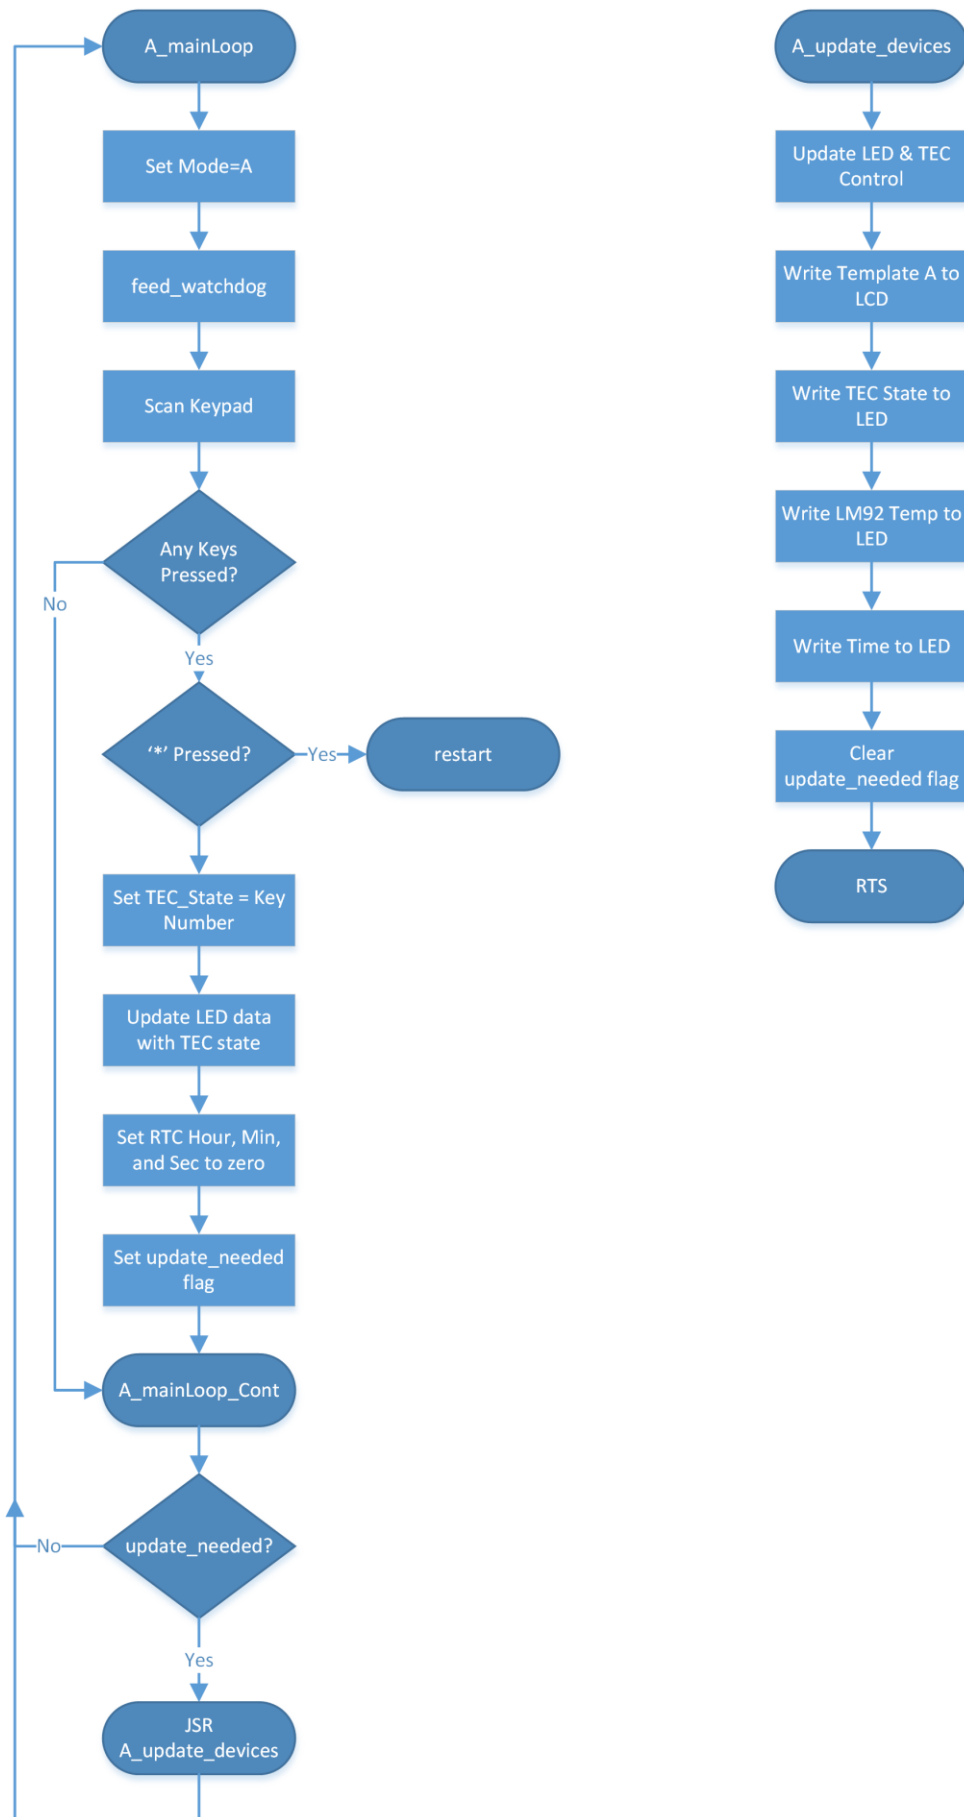 A_mainLoop
Set Mode=A
feed_watchdog
Scan Keypad
Any Keys
Pressed?
No
Yes
‘*’ Pressed?
Yes
restart
Set TEC_State = Key
Number
Update LED data
with TEC state
Set RTC Hour, Min,
and Sec to zero
Set update_needed
flag
A_mainLoop_Cont
update_needed?
No
Yes
JSR
A_update_devices
A_update_devices
Update LED & TEC
Control
Write Template A to
LCD
Write TEC State to
LED
Write LM92 Temp to
LED
Write Time to LED
Clear
update_needed flag
RTS